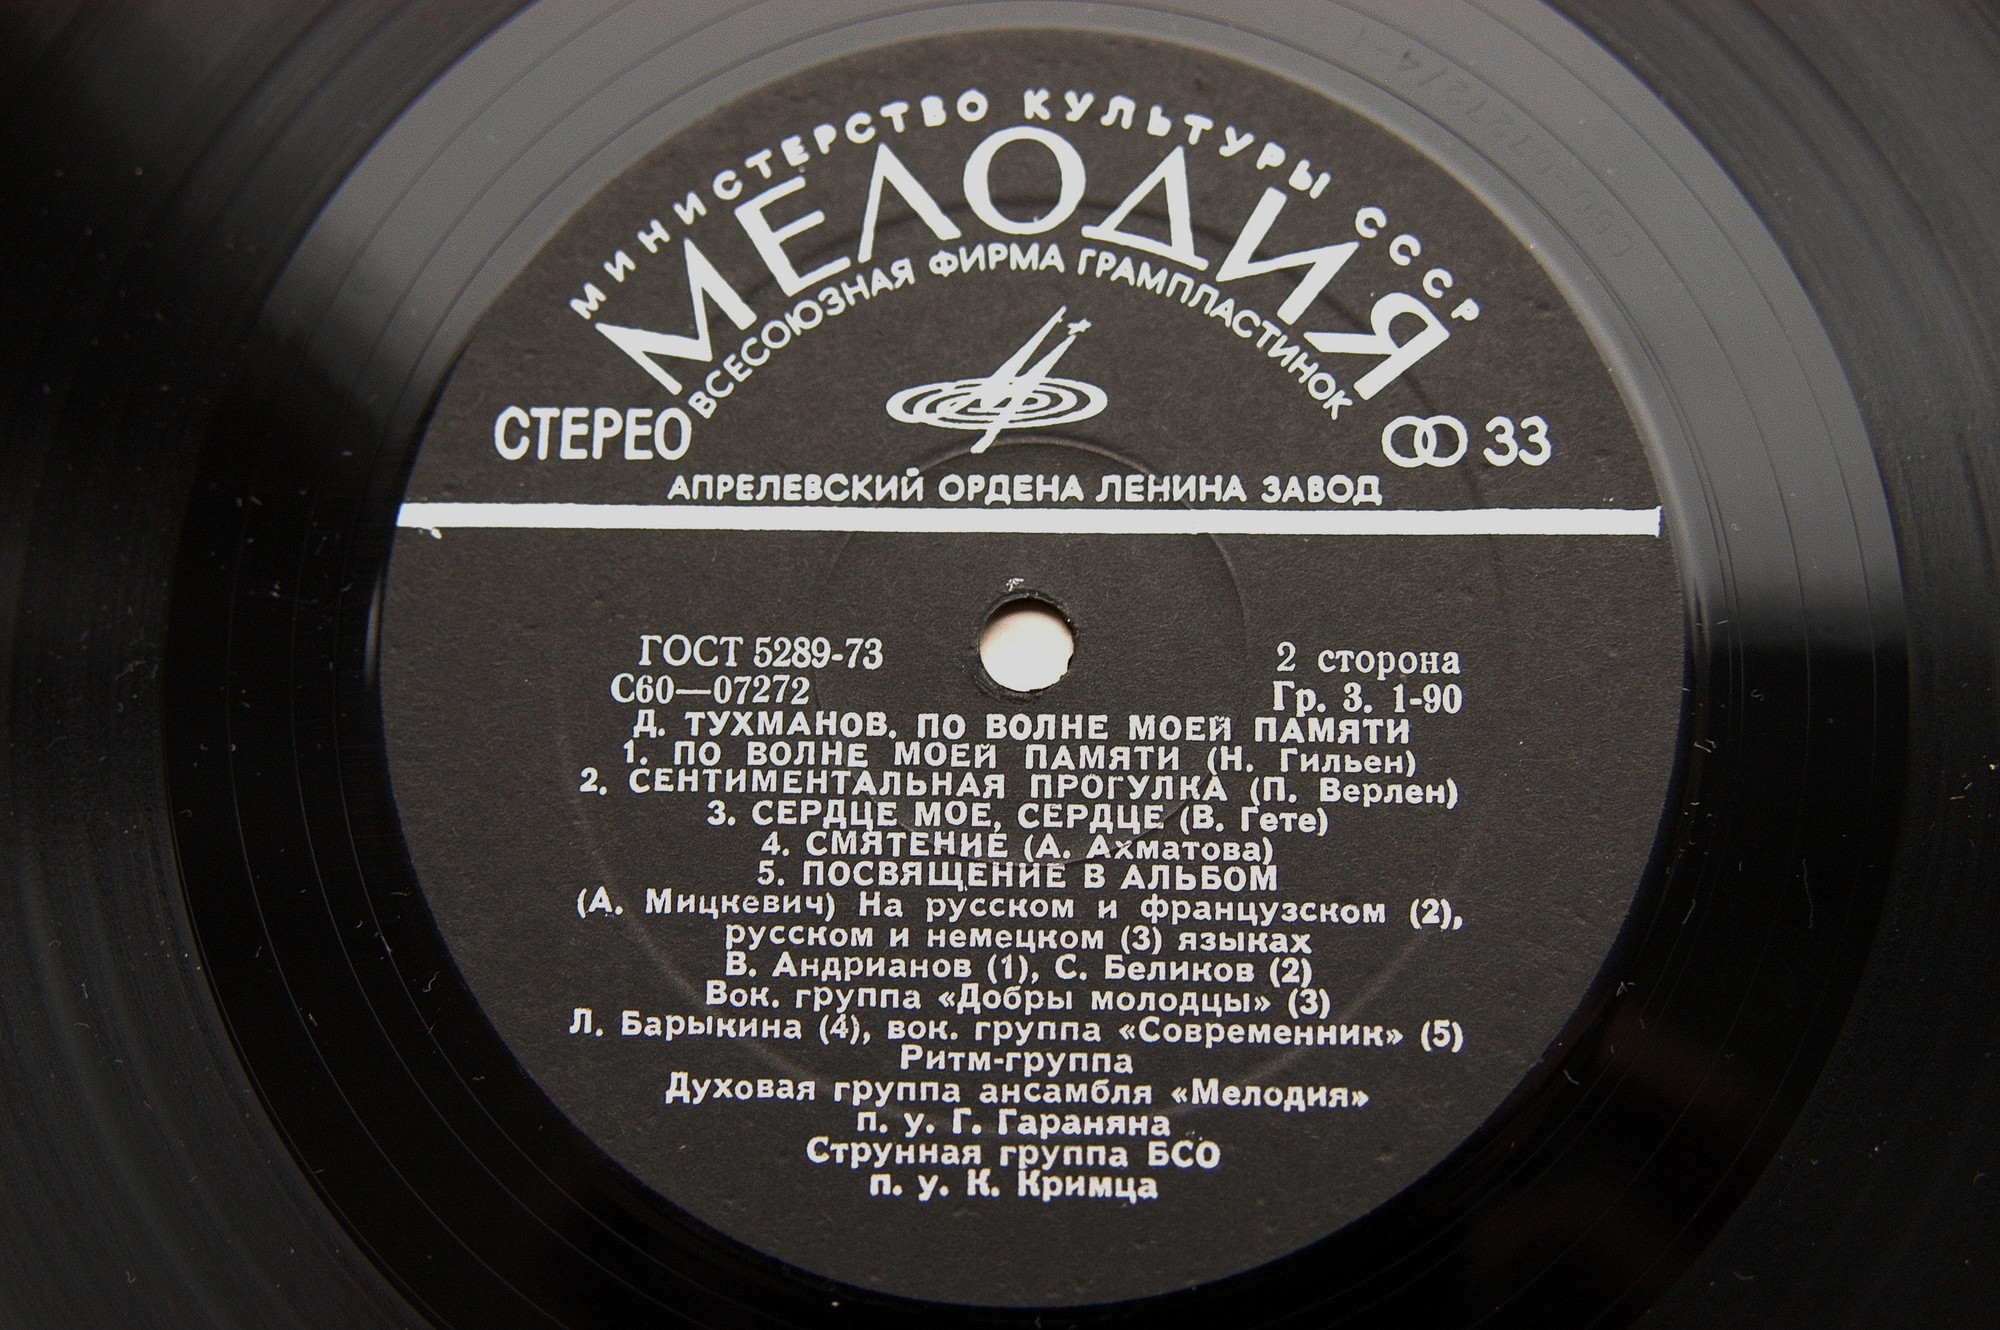 МИНИСТЕРСТВО КУЛЬТУРЫ СССР
МЕЛОДИЯ
ВСЕСОЮЗНАЯ ФИРМА ГРАМПЛАСТИНОК
СТЕРЕО
33
АПРЕЛЕВСКИЙ ОРДЕНА ЛЕНИНА ЗАВОД
ГОСТ 5289-73
2 сторона
С60—07272
Гр. 3. 1-90
Д. ТУХМАНОВ. ПО ВОЛНЕ МОЕЙ ПАМЯТИ
1. ПО ВОЛНЕ МОЕЙ ПАМЯТИ (Н. Гильен)
2. СЕНТИМЕНТАЛЬНАЯ ПРОГУЛКА (П. Верлен)
3. СЕРДЦЕ МОЕ, СЕРДЦЕ (В. Гете)
4. СМЯТЕНИЕ (А. Ахматова)
5. ПОСВЯЩЕНИЕ В АЛЬБОМ
(А. Мицкевич) На русском и французском (2),
русском и немецком (3) языках
В. Андрианов (1), С. Беликов (2)
Вок. группа «Добры молодцы» (3)
Л. Барыкина (4), вок. группа «Современник» (5)
Ритм-группа
Духовая группа ансамбля «Мелодия»
п. у. Г. Гараняна
Струнная группа БСО
п. у. К. Кримца